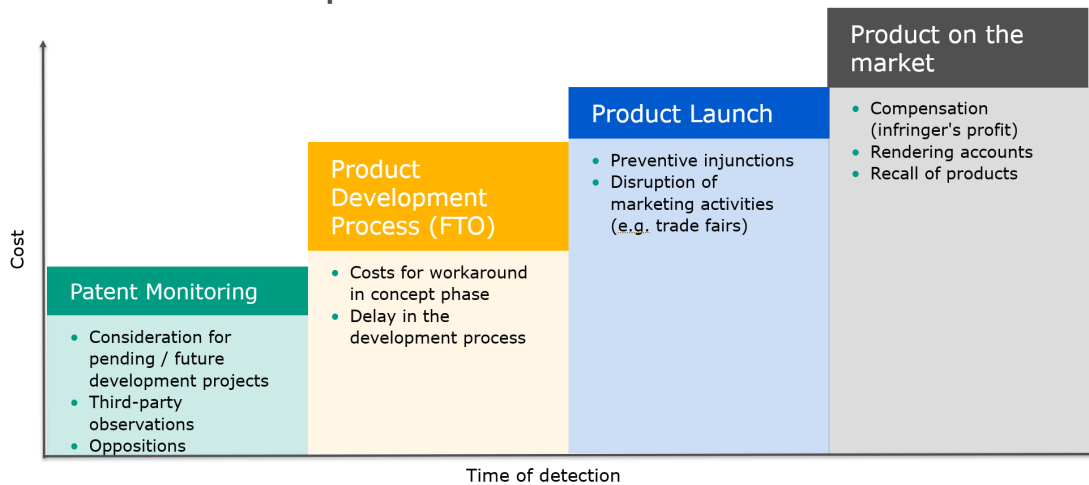 Product on the
market
Compensation
(infringer's profit)
Rendering accounts
Recall of products
Product Launch
Preventive injunctions
Disruption of
marketing activities
(e.g. trade fairs)
Product
Development
Process (FTO)
Costs for workaround
in concept phase
Delay in the
development process
Patent Monitoring
Consideration for
pending / future
development projects
Third-party
observations
Oppositions
Cost
Time of detection